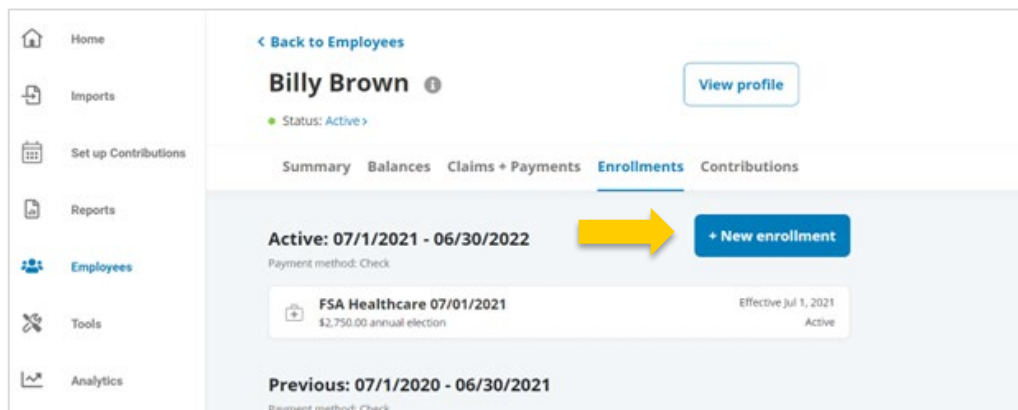 Home
Imports
Set up Contributions
Reports
Employees
Tools
Analytics
< Back to Employees
Billy Brown
View profile
Status: Active >
Summary Balances Claims + Payments Enrollments Contributions
Active: 07/1/2021 - 06/30/2022
+ New enrollment
Payment method: Check
FSA Healthcare 07/01/2021
Effective Jul 1, 2021
$2,750.00 annual election
Active
Previous: 07/1/2020 - 06/30/2021
Payment method: Check